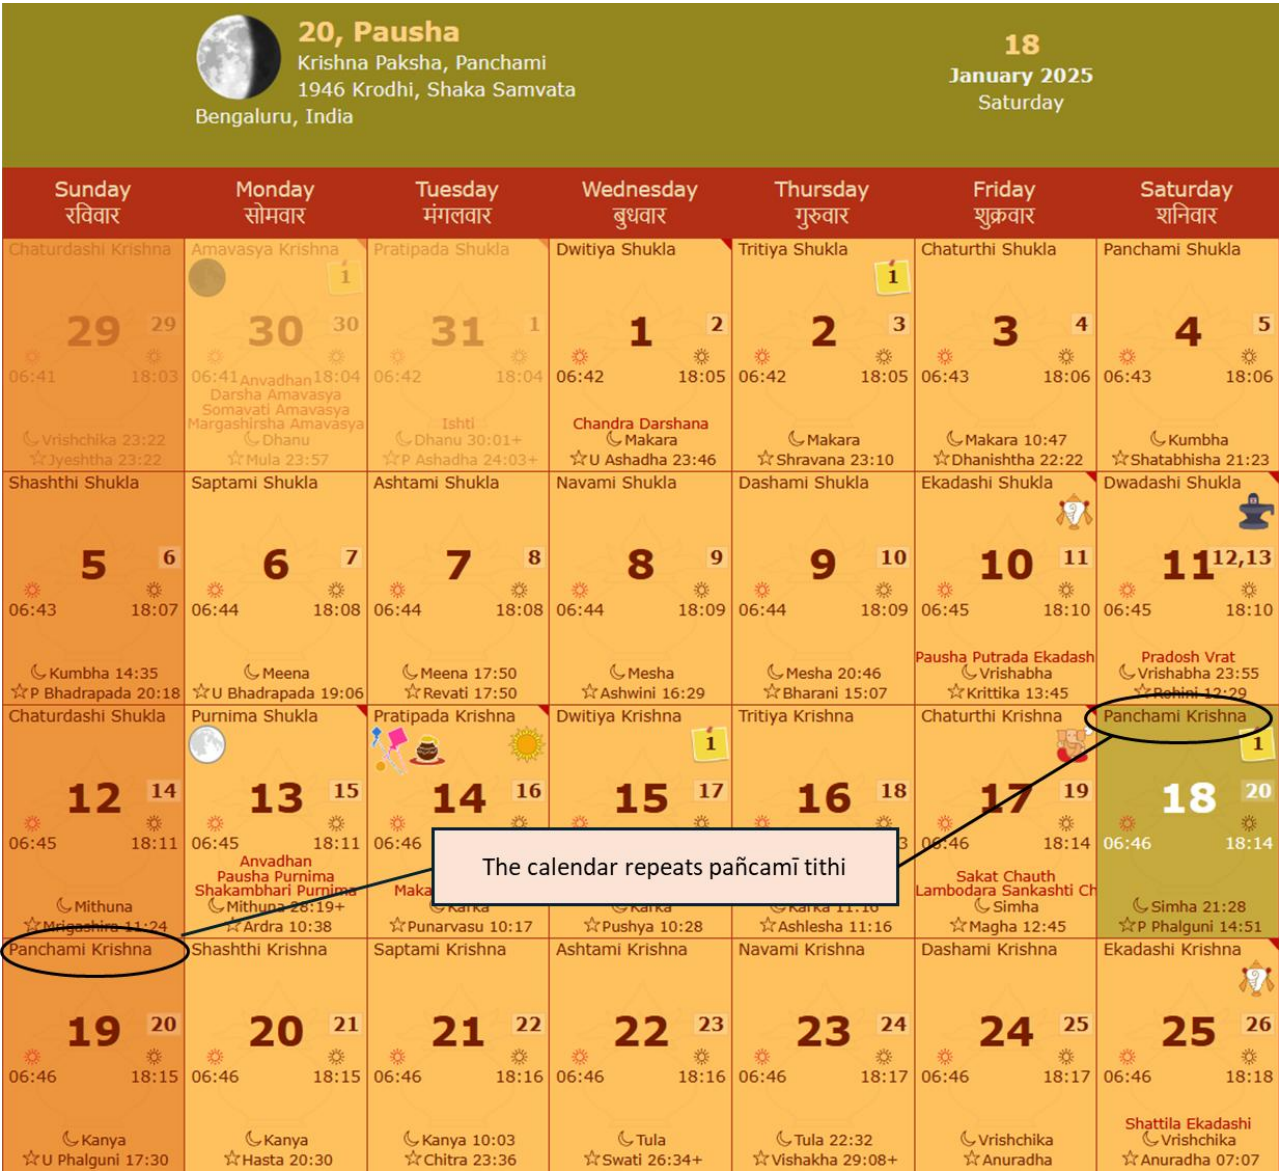 20, Pausha
Krishna Paksha, Panchami
1946 Krodhi, Shaka Samvata
Bengaluru, India
18
January 2025
Saturday
Sunday Monday Tuesday Wednesday Thursday Friday Saturday
रविवार सोमवार मंगलवार बुधवार गुरुवार शुक्रवार शनिवार
Chaturdashi Krishna Amavasya Krishna Pratipada Shukla Dwitiya Shukla Tritiya Shukla Chaturthi Shukla Panchami Shukla
1 1
29 29 30 30 31 1 1 2 2 3 3 4 4 5
06:41 18:03 06:41 18:04 06:42 18:04 06:42 18:05 06:42 18:05 06:43 18:06 06:43 18:06
Anvadhan
Darsha Amavasya
Somavati Amavasya
Margashirsha Amavasya Ishti Chandra Darshana
Vrishchika 23:22 Dhanu Dhanu 30:01+ Makara Makara Makara 10:47 Kumbha
Jyeshtha 23:22 Mula 23:57 P Ashadha 24:03+ U Ashadha 23:46 Shravana 23:10 Dhanishtha 22:22 Shatabhisha 21:23
Shashthi Shukla Saptami Shukla Ashtami Shukla Navami Shukla Dashami Shukla Ekadashi Shukla Dwadashi Shukla
5 6 6 7 7 8 8 9 9 10 10 11 11 12,13
06:43 18:07 06:44 18:08 06:44 18:08 06:44 18:09 06:44 18:09 06:45 18:10 06:45 18:10
Pausha Putrada Ekadash Pradosh Vrat
Kumbha 14:35 Meena Meena 17:50 Mesha Mesha 20:46 Vrishabha Vrishabha 23:55
P Bhadrapada 20:18 U Bhadrapada 19:06 Revati 17:50 Ashwini 16:29 Bharani 15:07 Krittika 13:45 Rohini 12:29
Chaturdashi Shukla Purnima Shukla Pratipada Krishna Dwitiya Krishna Tritiya Krishna Chaturthi Krishna Panchami Krishna
1 1
12 14 13 15 14 16 15 17 16 18 17 19 18 20
06:45 18:11 06:45 18:11 06:46 3 06:46 18:14 06:46 18:14
The calendar repeats pañcamī tithi
Anvadhan
Pausha Purnima Sakat Chauth
Shakambhari Purnima Maka Lambodara Sankashti Ch
Mithuna Mithuna 28:19+ Karka Karka Karka 11:16 Simha Simha 21:28
Mrigashira 11:24 Ardra 10:38 Punarvasu 10:17 Pushya 10:28 Ashlesha 11:16 Magha 12:45 P Phalguni 14:51
Panchami Krishna Shashthi Krishna Saptami Krishna Ashtami Krishna Navami Krishna Dashami Krishna Ekadashi Krishna
19 20 20 21 21 22 22 23 23 24 24 25 25 26
06:46 18:15 06:46 18:15 06:46 18:16 06:46 18:16 06:46 18:17 06:46 18:17 06:46 18:18
Shattila Ekadashi
Kanya Kanya Kanya 10:03 Tula Tula 22:32 Vrishchika Vrishchika
U Phalguni 17:30 Hasta 20:30 Chitra 23:36 Swati 26:34+ Vishakha 29:08+ Anuradha Anuradha 07:07